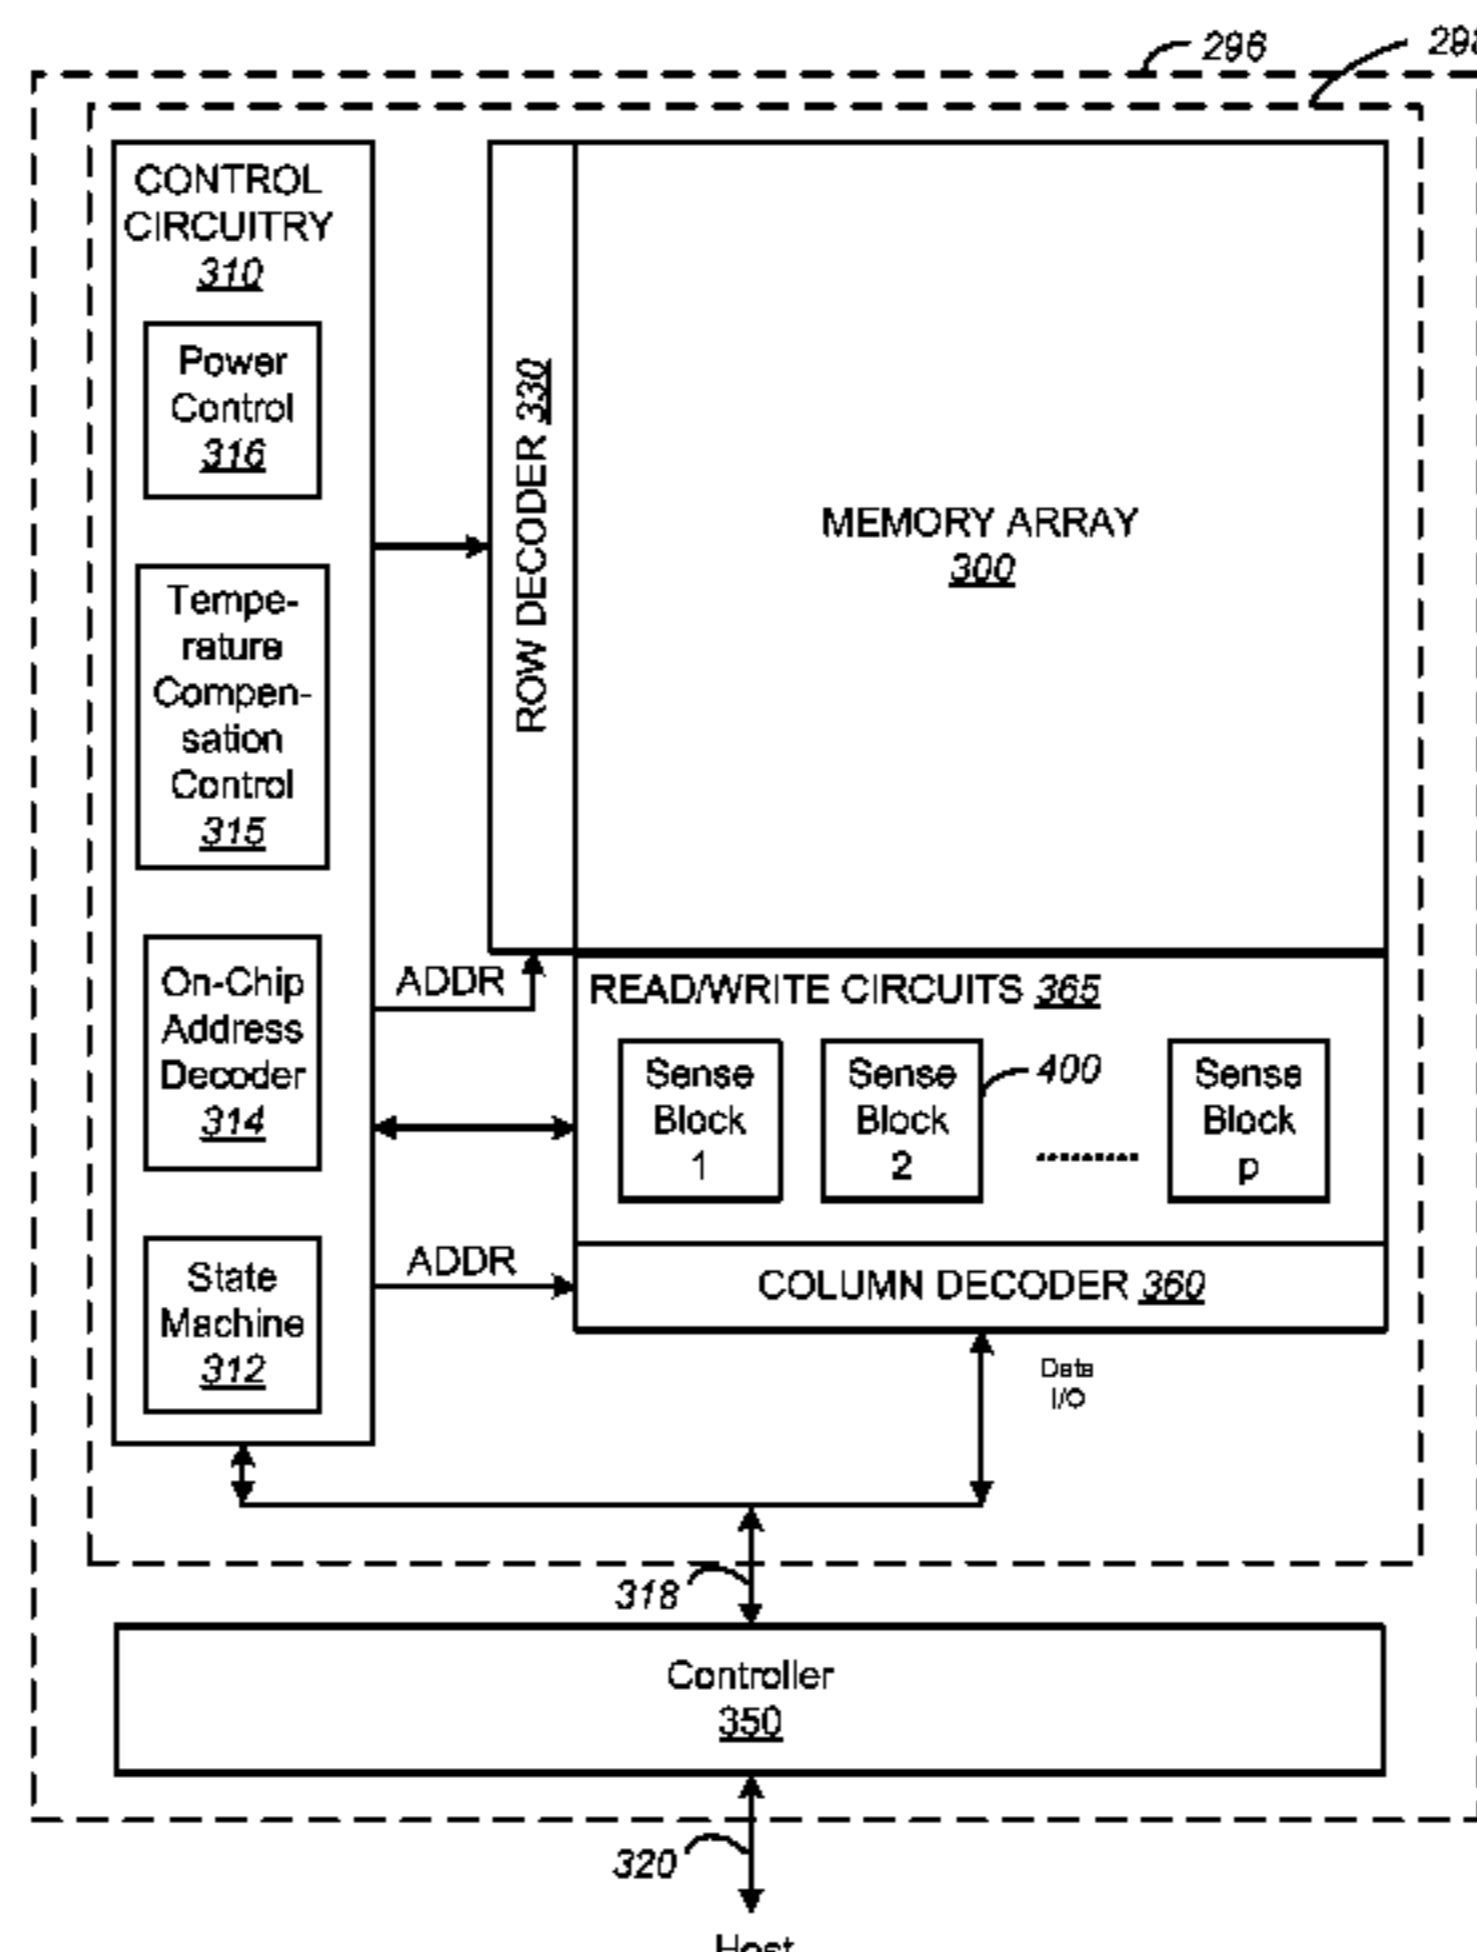 296
298
CONTROL
CIRCUITRY
310
Power
Control
316
Tempe-
rature
Compen-
sation
Control
315
On-Chip
Address
Decoder
314
State
Machine
312
ROW DECODER 330
MEMORY ARRAY
300
ADDR
READ/WRITE CIRCUITS 365
Sense
Block
1
Sense
Block
2
400
.........
Sense
Block
p
ADDR
COLUMN DECODER 360
Data
I/O
318
Controller
350
320
Host